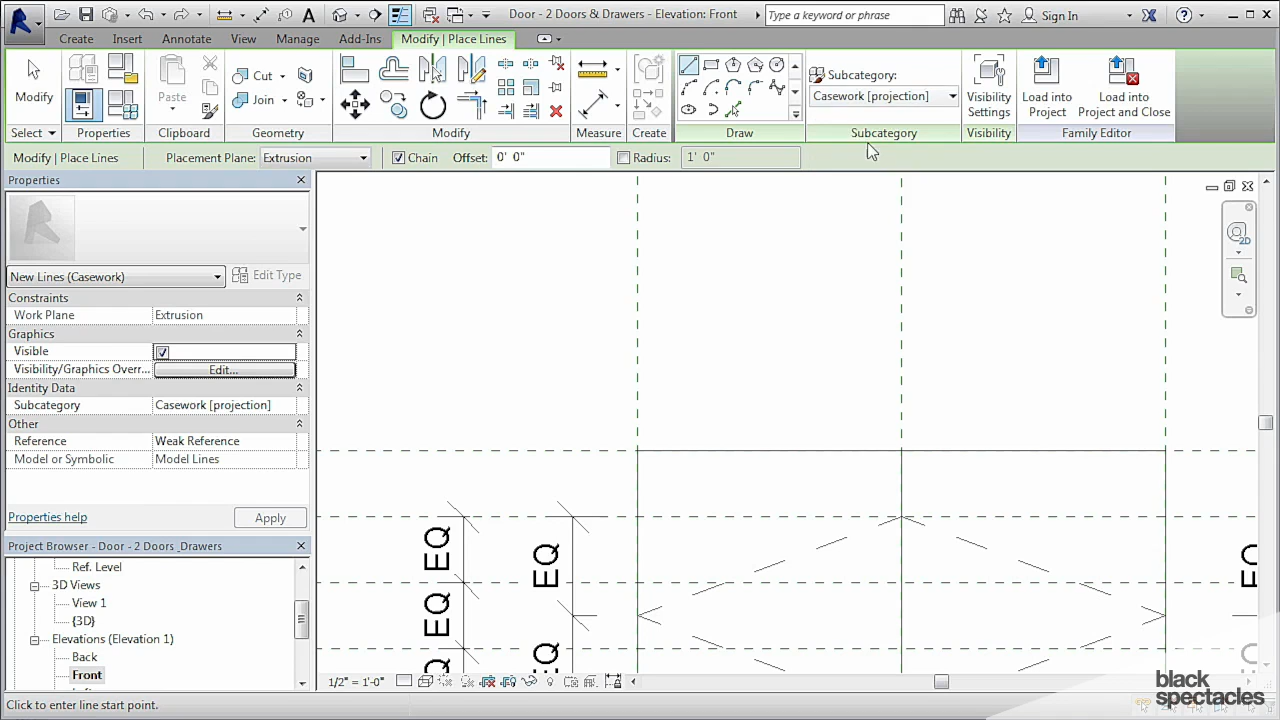 Door - 2 Doors & Drawers - Elevation: Front
Type a keyword or phrase
Sign In
Create Insert Annotate View Manage Add-Ins Modify | Place Lines
Modify
Paste
Cut
Join
Subcategory:
Casework [projection]
Visibility Settings
Load into Project
Load into Project and Close
Select Properties Clipboard Geometry Modify Measure Create Draw Subcategory Visibility Family Editor
Modify | Place Lines Placement Plane: Extrusion Chain Offset: 0' 0" Radius: 1' 0"
Properties
New Lines (Casework) Edit Type
Constraints
Work Plane Extrusion
Graphics
Visible
Visibility/Graphics Overr... Edit...
Identity Data
Subcategory Casework [projection]
Other
Reference Weak Reference
Model or Symbolic Model Lines
Properties help Apply
Project Browser - Door - 2 Doors _Drawers
Ref. Level
3D Views
View 1
{3D}
Elevations (Elevation 1)
Back
Front
EQ
EQ
EQ
EQ
EQ
1/2" = 1'-0"
2D
Click to enter line start point.
black
spectacles